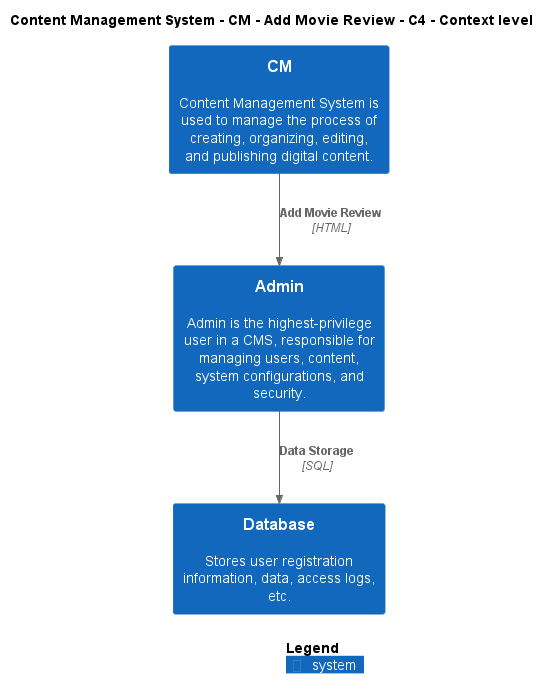 Content Management System - CM - Add Movie Review - C4 - Context level
CM
Content Management System is
used to manage the process of
creating, organizing, editing,
and publishing digital content.
Add Movie Review
[HTML]
Admin
Admin is the highest-privilege
user in a CMS, responsible for
managing users, content,
system configurations, and
security.
Data Storage
[SQL]
Database
Stores user registration
information, data, access logs,
etc.
Legend
system